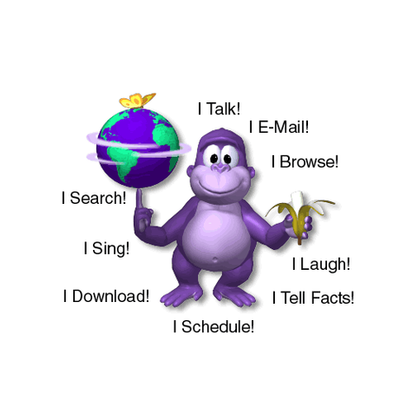 I Talk!
I E-Mail!
I Browse!
I Search!
I Sing!
I Laugh!
I Download!
I Tell Facts!
I Schedule!